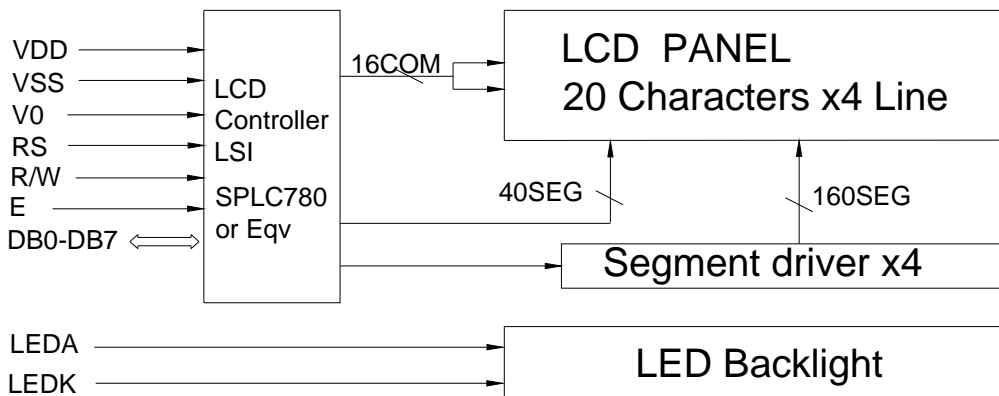 VDD
VSS
V0
RS
R/W
E
DB0-DB7
LCD
Controller
LSI
SPLC780
or Eqv
16COM
LCD PANEL
20 Characters x4 Line
40SEG
160SEG
Segment driver x4
LEDA
LEDK
LED Backlight